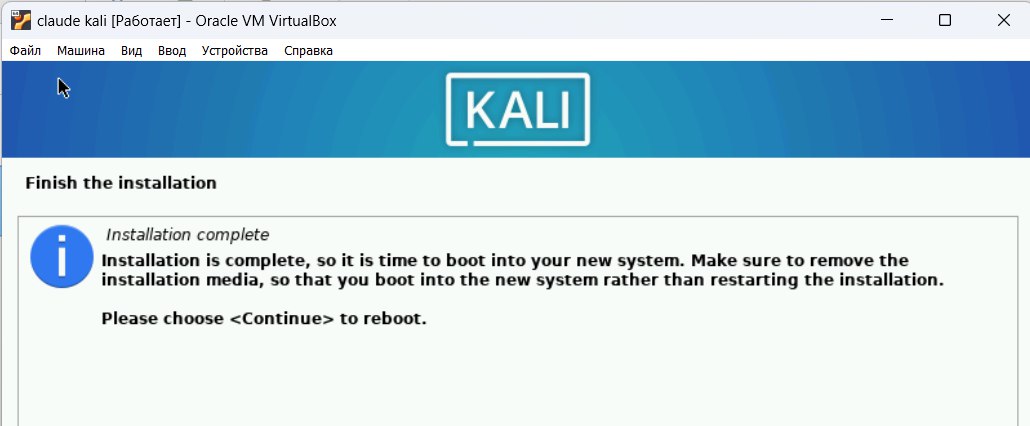 claude kali [Работает] - Oracle VM VirtualBox
Файл Машина Вид Ввод Устройства Справка
KALI
Finish the installation
Installation complete
Installation is complete, so it is time to boot into your new system. Make sure to remove the
installation media, so that you boot into the new system rather than restarting the installation.
Please choose <Continue> to reboot.